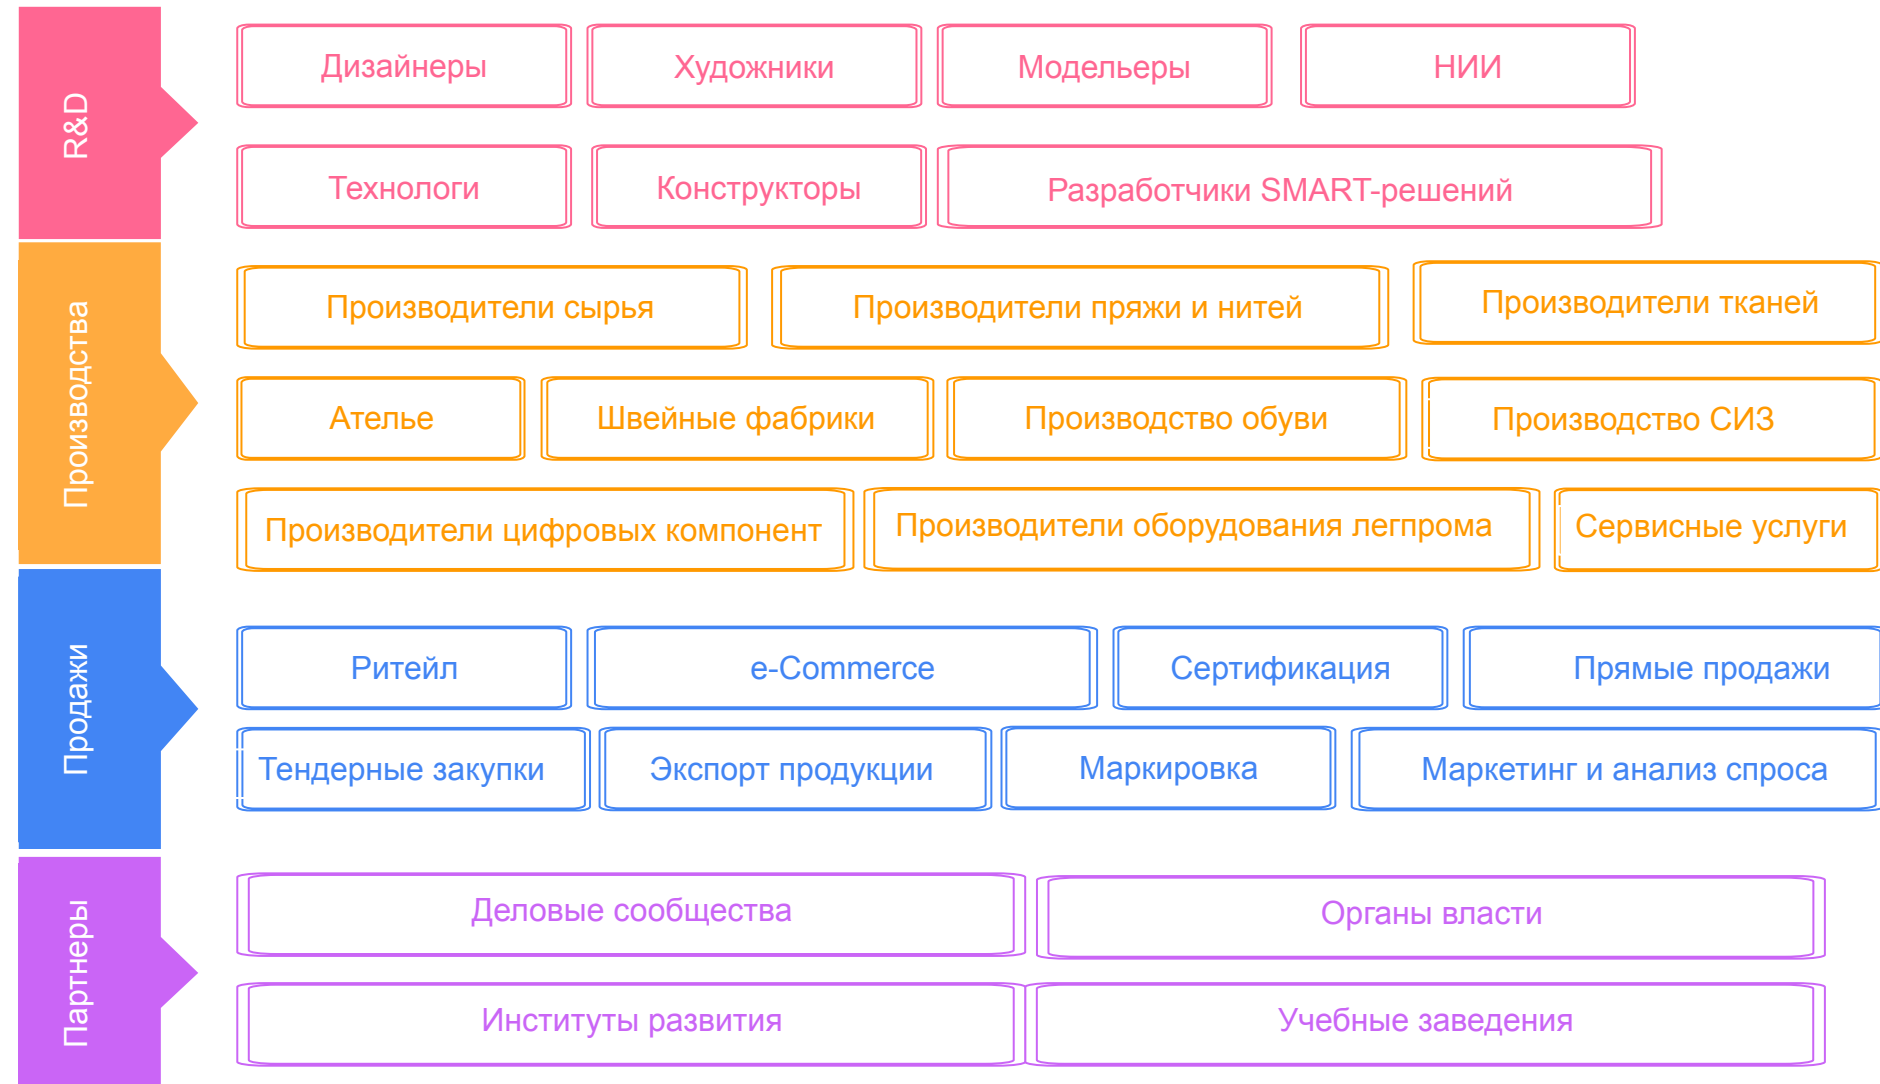 R&D
Дизайнеры
Художники
Модельеры
НИИ
Технологи
Конструкторы
Разработчики SMART-решений
Производства
Производители сырья
Производители пряжи и нитей
Производители тканей
Ателье
Швейные фабрики
Производство обуви
Производство СИЗ
Производители цифровых компонент
Производители оборудования легпрома
Сервисные услуги
Продажи
Ритейл
e-Commerce
Сертификация
Прямые продажи
Тендерные закупки
Экспорт продукции
Маркировка
Маркетинг и анализ спроса
Партнеры
Деловые сообщества
Органы власти
Институты развития
Учебные заведения